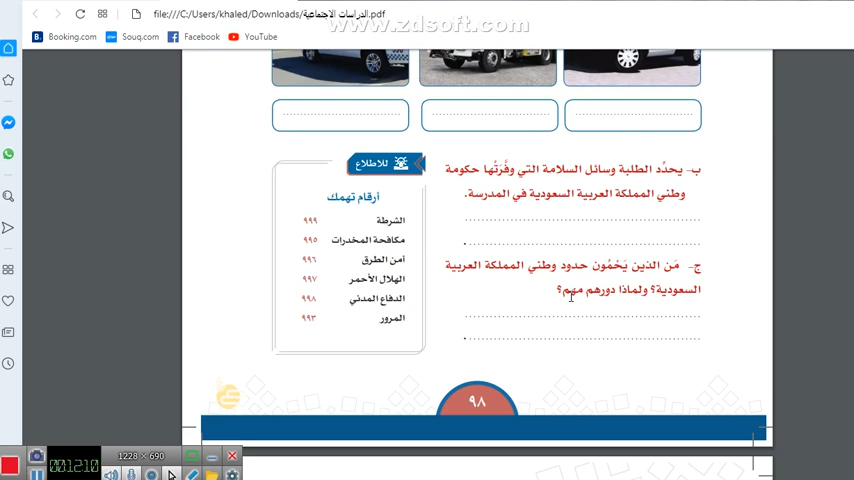 file:///C:/Users/khaled/Downloads/الدراسات الاجتماعية.pdf
www.zdsoft.com
Booking.com
Souq.com
Facebook
YouTube
ب- يحدِّد الطلبة وسائل السلامة التي وفَّرَتْها حكومة
وطني المملكة العربية السعودية في المدرسة.
ج- مَن الذين يَحْمُون حدود وطني المملكة العربية
السعودية؟ ولماذا دورهم مهم؟
للاطلاع
أرقام تهمك
الشرطة ٩٩٩
مكافحة المخدرات ٩٩٥
أمن الطرق ٩٩٦
الهلال الأحمر ٩٩٧
الدفاع المدني ٩٩٨
المرور ٩٩٣
٩٨
1228 × 690
00:12:10